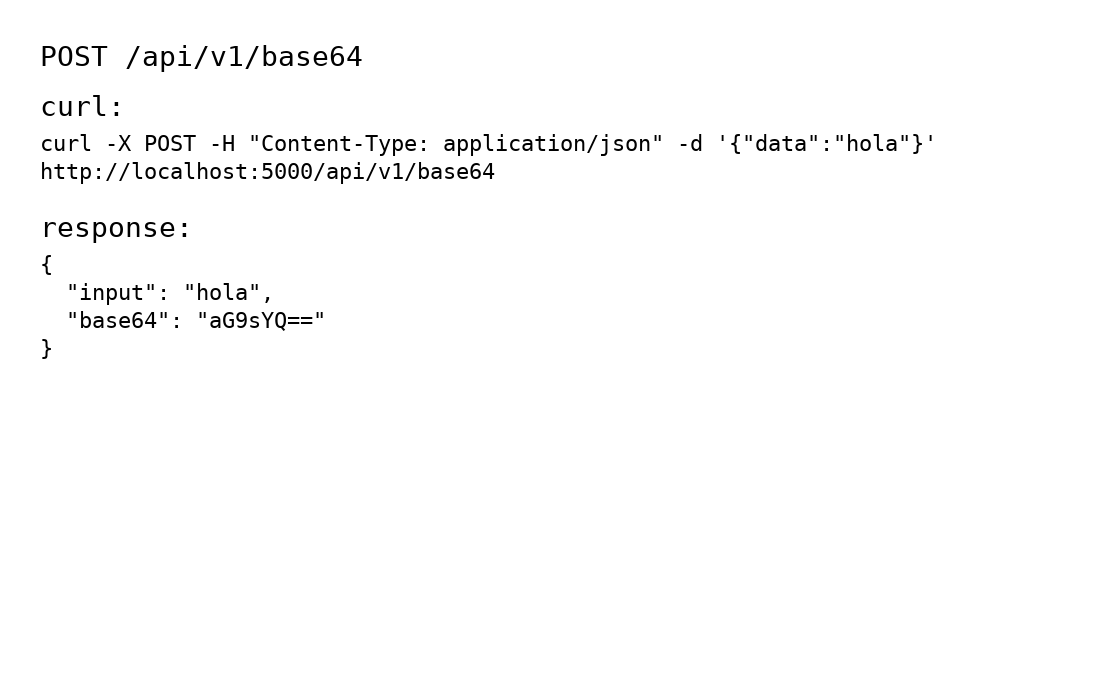 POST /api/v1/base64
curl:
curl -X POST -H "Content-Type: application/json" -d '{"data":"hola"}'
http://localhost:5000/api/v1/base64
response:
{
  "input": "hola",
  "base64": "aG9sYQ=="
}